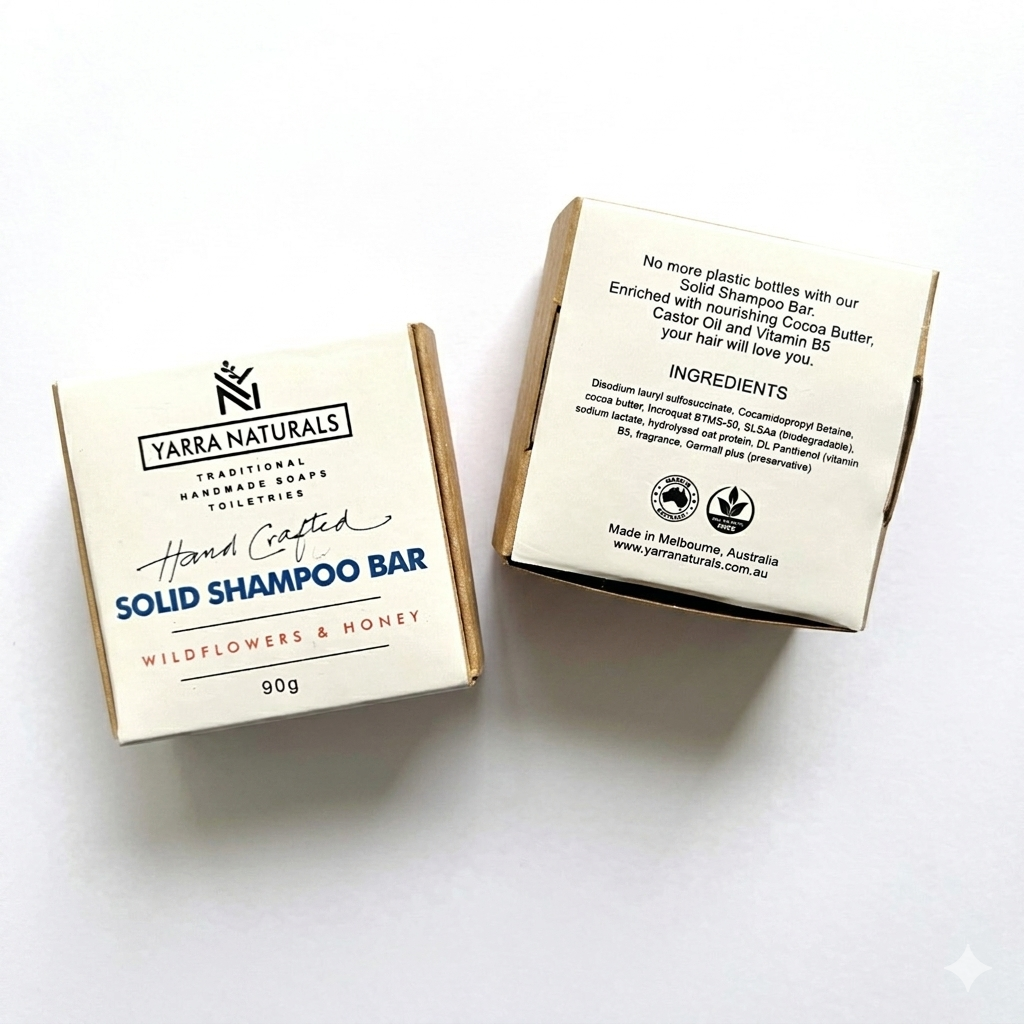 YARRA NATURALS
TRADITIONAL
HANDMADE SOAPS
TOILETRIES
Hand Crafted
SOLID SHAMPOO BAR
WILDFLOWERS & HONEY
90g
No more plastic bottles with our
Solid Shampoo Bar.
Enriched with nourishing Cocoa Butter,
Castor Oil and Vitamin B5
your hair will love you.
INGREDIENTS
Disodium lauryl sulfosuccinate, Cocamidopropyl Betaine,
cocoa butter, Incroquat BTMS-50, SLSAa (biodegradable),
sodium lactate, hydrolysed oat protein, DL Panthenol (vitamin
B5, fragrance, Garmall plus (preservative)
Made in Melbourne, Australia
www.yarranaturals.com.au